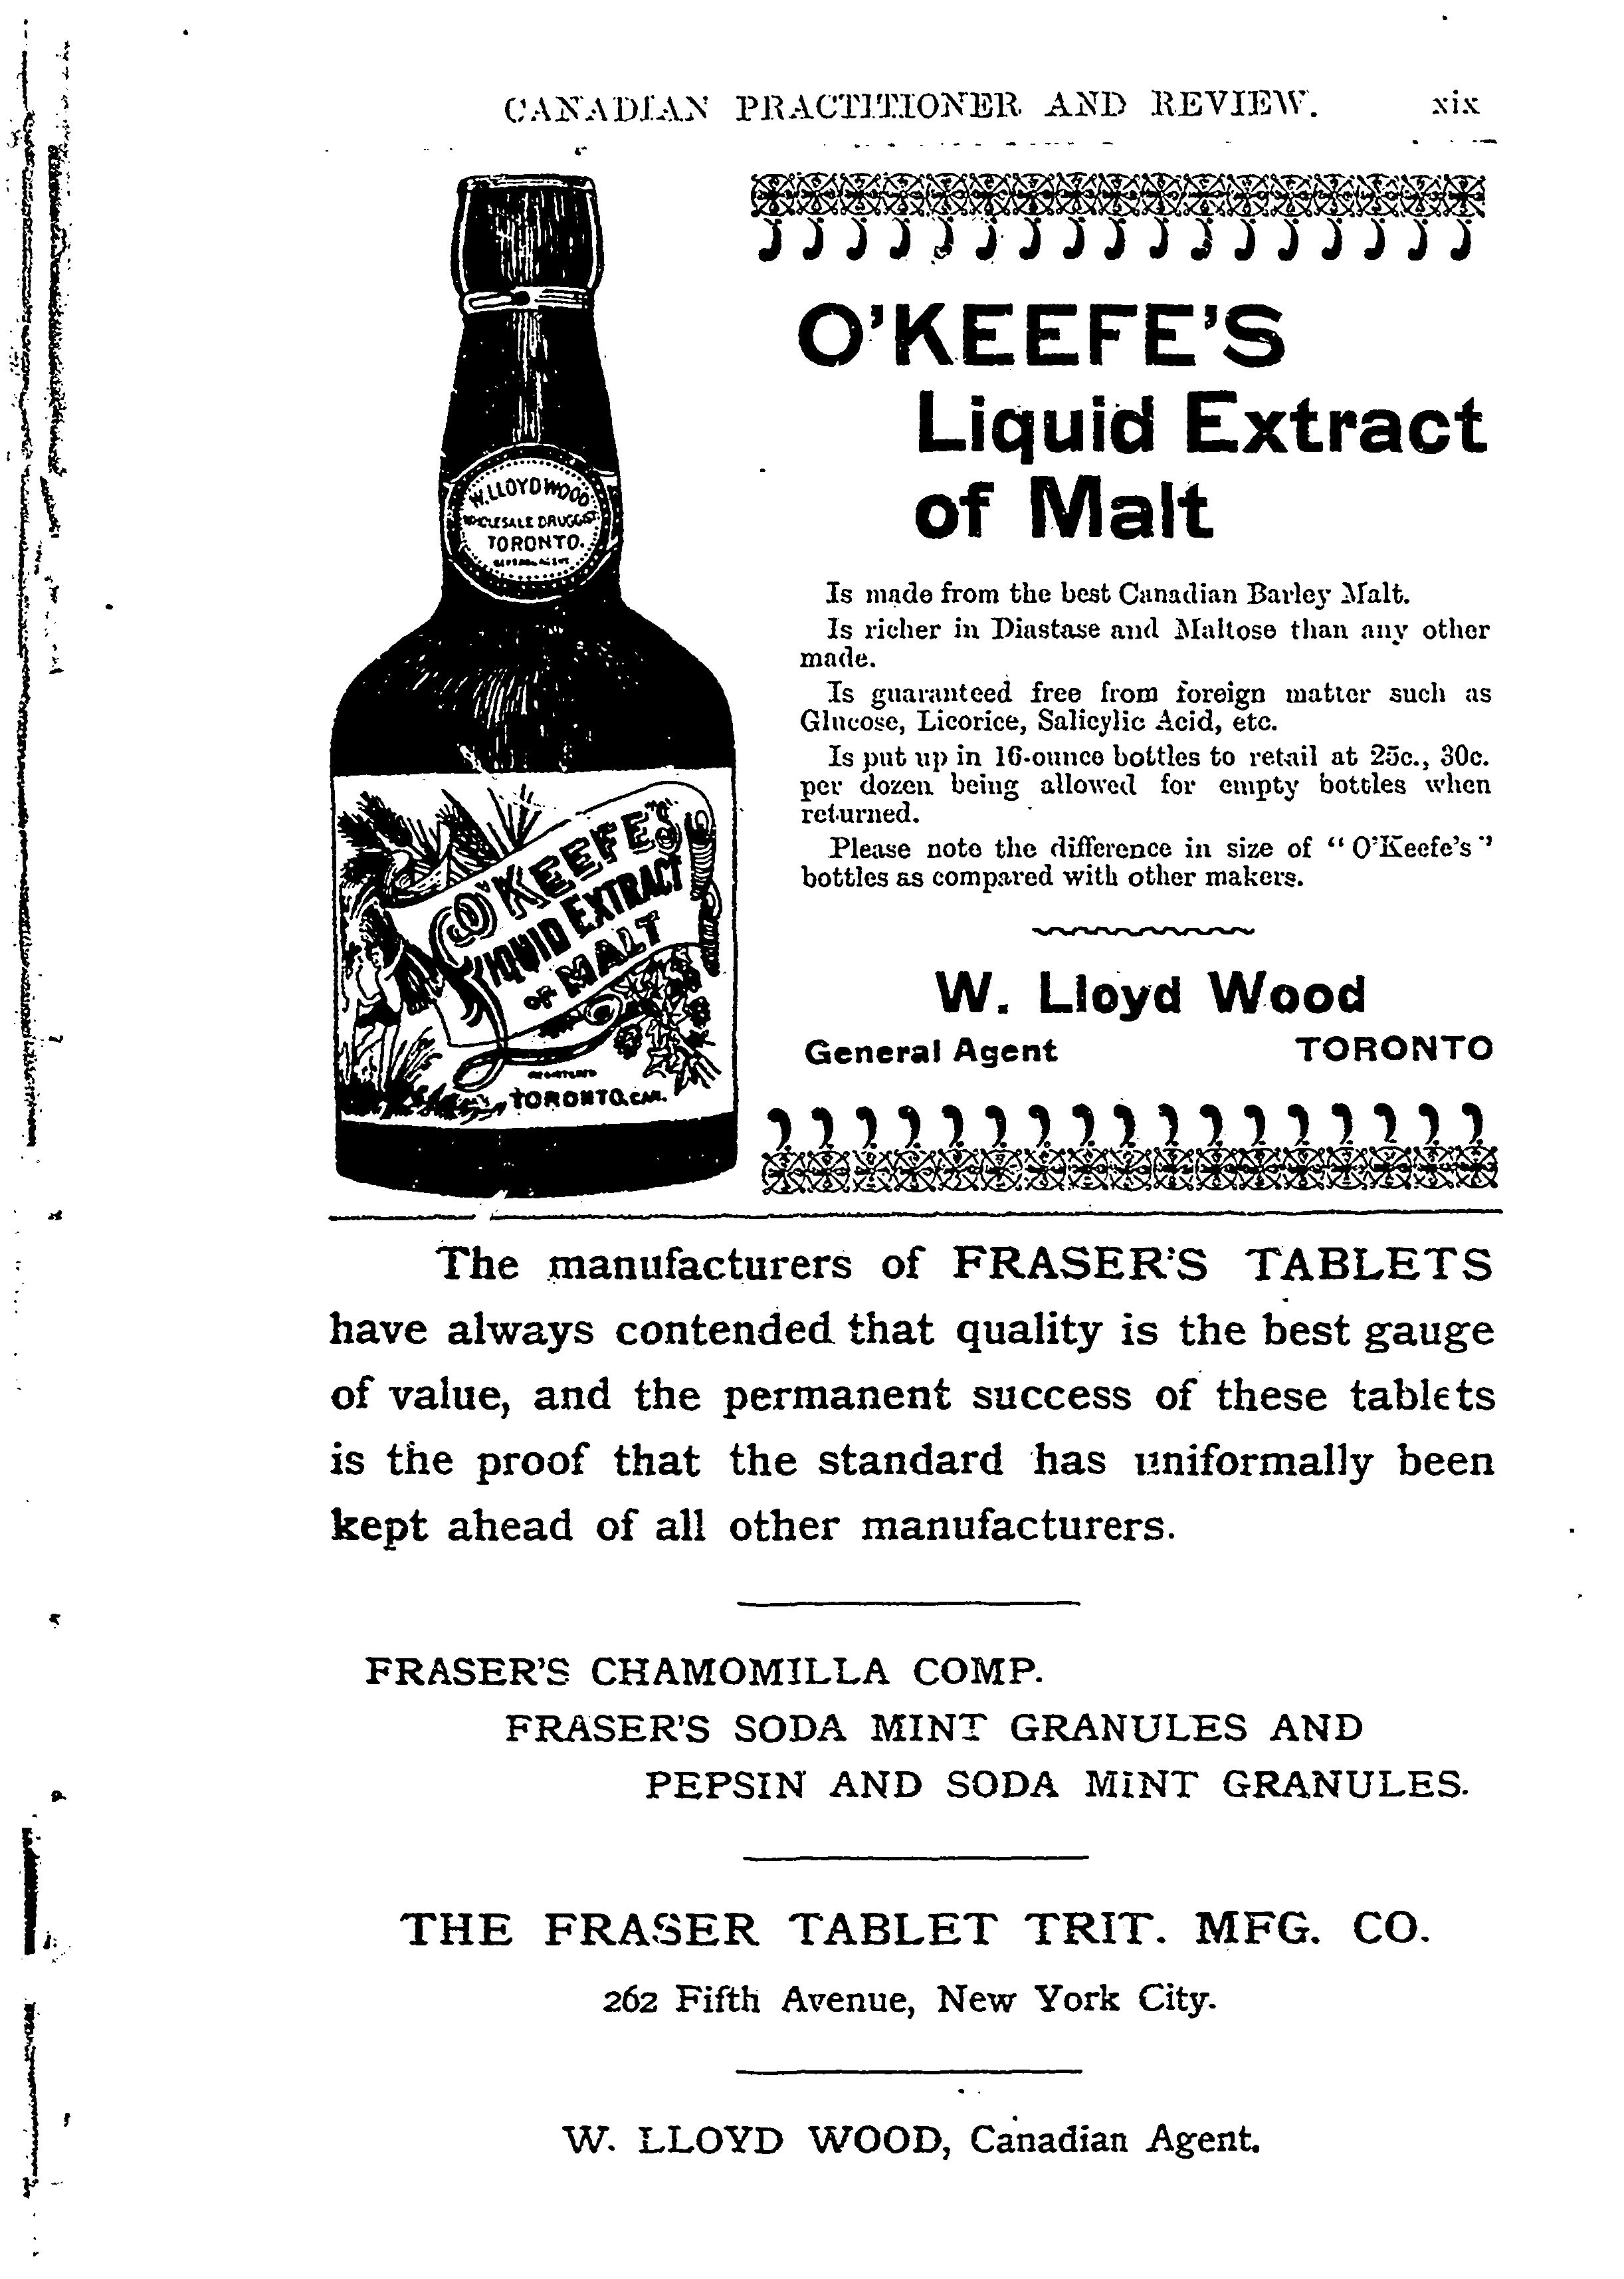 CANADIAN PRACTITIONER AND REVIEW. xix
W. LLOYD WOOD
WHOLESALE DRUGGIST
TORONTO.
GENERAL AGENT
O'KEEFE'S
LIQUID EXTRACT
OF MALT
REGISTERED
TORONTO, CAN.
O'KEEFE'S
Liquid Extract
of Malt
Is made from the best Canadian Barley Malt.
Is richer in Diastase and Maltose than any other
made.
Is guaranteed free from foreign matter such as
Glucose, Licorice, Salicylic Acid, etc.
Is put up in 16-ounce bottles to retail at 25c., 30c.
per dozen being allowed for empty bottles when
returned.
Please note the difference in size of "O'Keefe's"
bottles as compared with other makers.
W. Lloyd Wood
General Agent TORONTO
The manufacturers of FRASER'S TABLETS
have always contended that quality is the best gauge
of value, and the permanent success of these tablets
is the proof that the standard has uniformally been
kept ahead of all other manufacturers.
FRASER'S CHAMOMILLA COMP.
FRASER'S SODA MINT GRANULES AND
PEPSIN AND SODA MINT GRANULES.
THE FRASER TABLET TRIT. MFG. CO.
262 Fifth Avenue, New York City.
W. LLOYD WOOD, Canadian Agent.